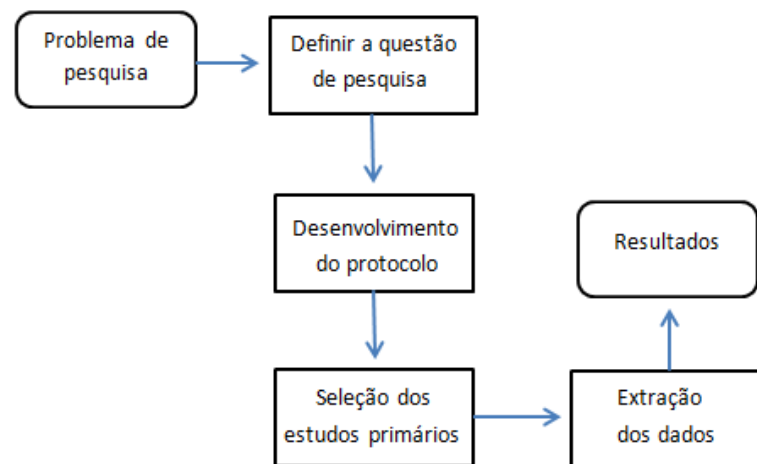 Problema de
pesquisa
Definir a questão
de pesquisa
Desenvolvimento
do protocolo
Seleção dos
estudos primários
Extração
dos dados
Resultados